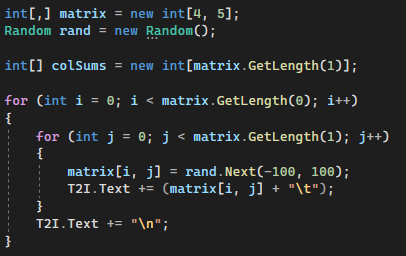 int[,] matrix = new int[4, 5];
Random rand = new Random();
int[] colSums = new int[matrix.GetLength(1)];
for (int i = 0; i < matrix.GetLength(0); i++)
{
for (int j = 0; j < matrix.GetLength(1); j++)
{
matrix[i, j] = rand.Next(-100, 100);
T2I.Text += (matrix[i, j] + "\t");
}
T2I.Text += "\n";
}